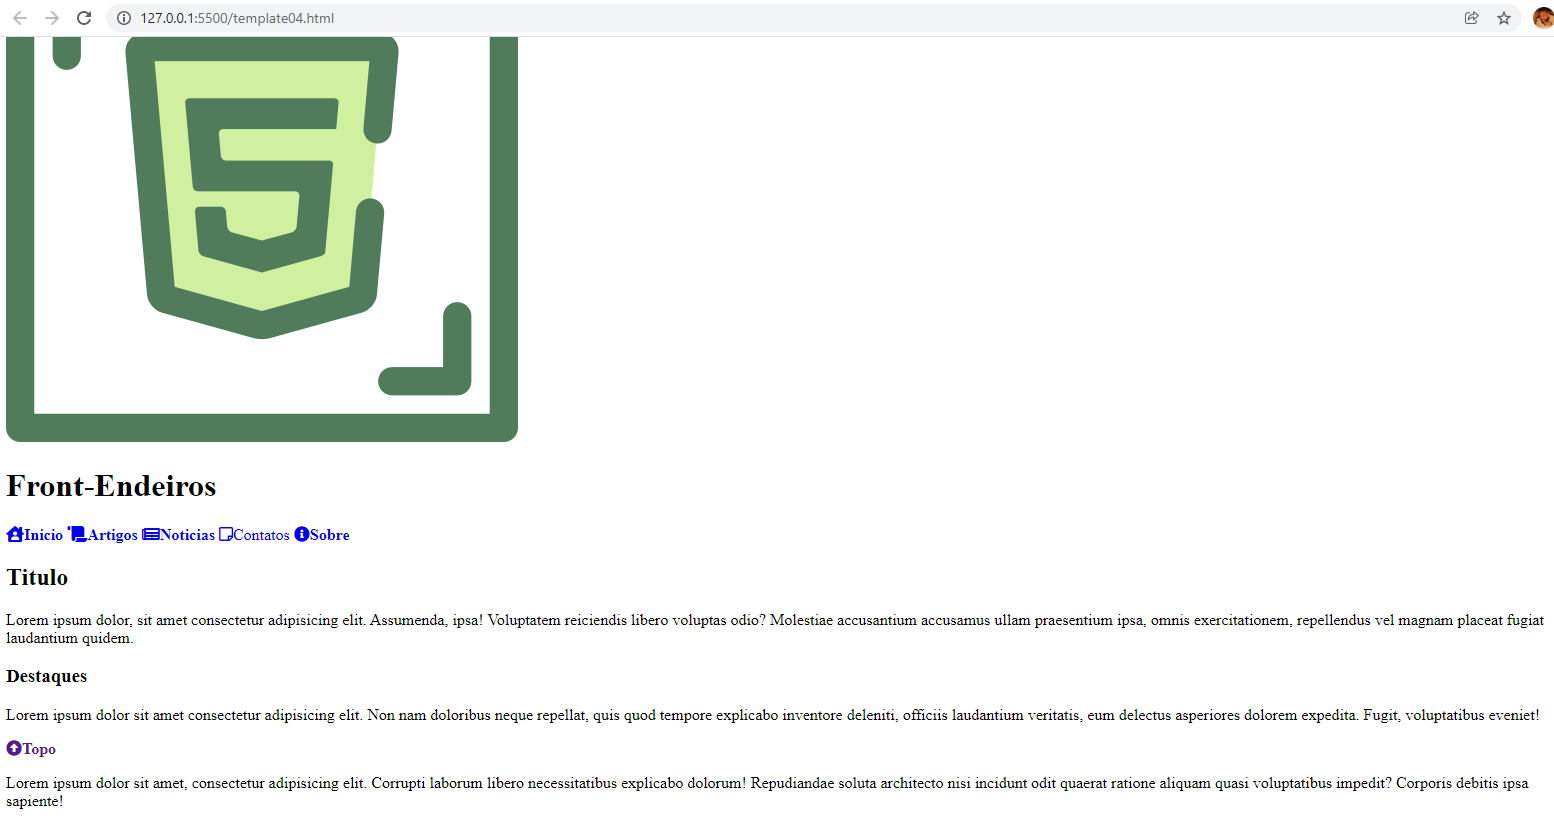 127.0.0.1:5500/template04.html
Front-Endeiros
Inicio Artigos Noticias Contatos Sobre
Titulo
Lorem ipsum dolor, sit amet consectetur adipisicing elit. Assumenda, ipsa! Voluptatem reiciendis libero voluptas odio? Molestiae accusantium accusamus ullam praesentium ipsa, omnis exercitationem, repellendus vel magnam placeat fugiat
laudantium quidem.
Destaques
Lorem ipsum dolor sit amet consectetur adipisicing elit. Non nam doloribus neque repellat, quis quod tempore explicabo inventore deleniti, officiis laudantium veritatis, eum delectus asperiores dolorem expedita. Fugit, voluptatibus eveniet!
Topo
Lorem ipsum dolor sit amet, consectetur adipisicing elit. Corrupti laborum libero necessitatibus explicabo dolorum! Repudiandae soluta architecto nisi incidunt odit quaerat ratione aliquam quasi voluptatibus impedit? Corporis debitis ipsa
sapiente!